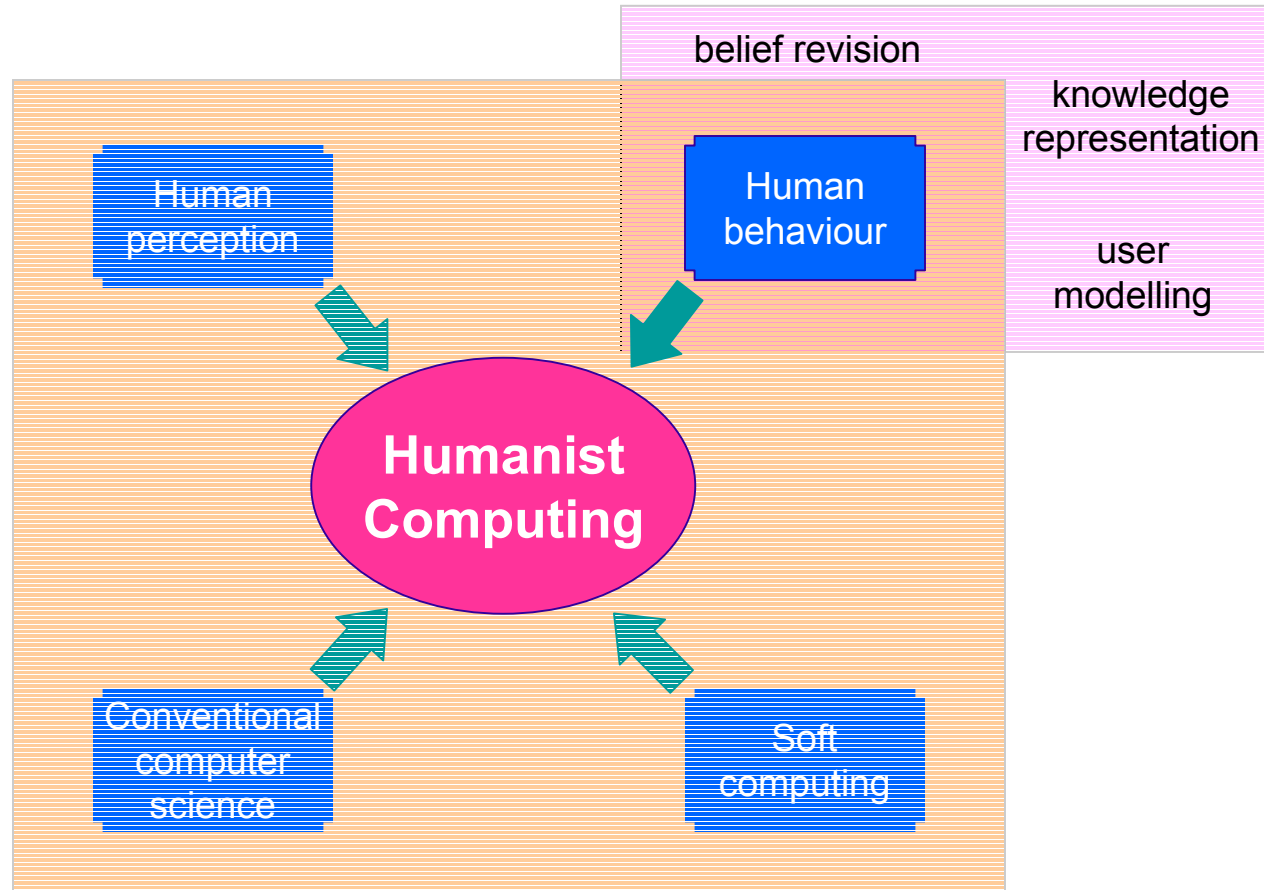 belief revision
knowledge
representation
user
modelling
Human
perception
Human
behaviour
Humanist
Computing
Conventional
computer
science
Soft
computing